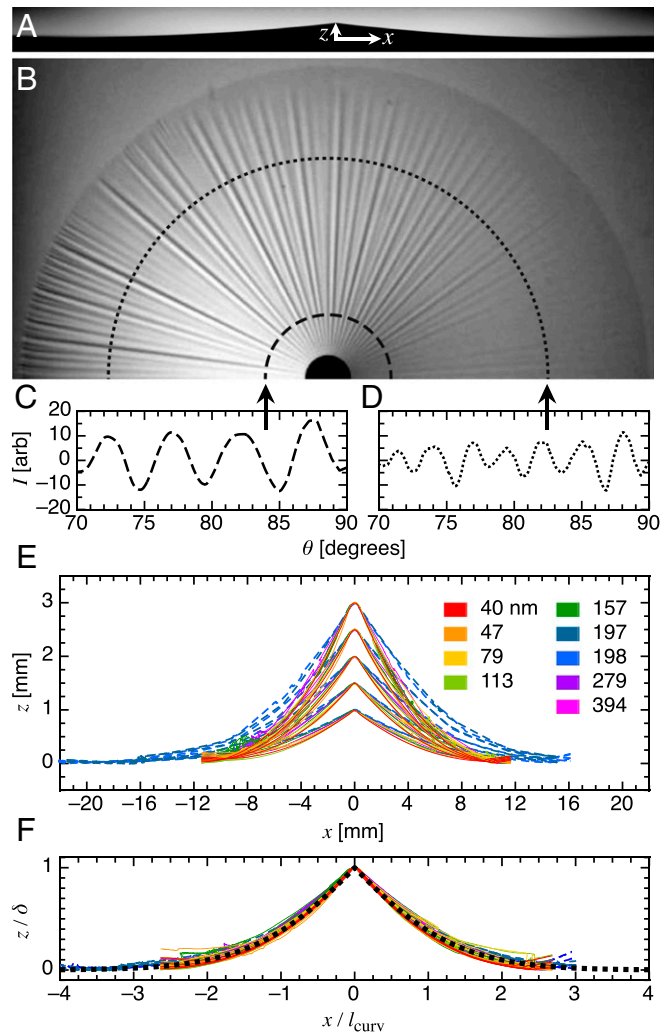 A
z
x
B
C
D
20
10
0
−10
−20
I [arb]
70 75 80 85 90
70 75 80 85 90
θ [degrees]
E
3
2
1
0
z [mm]
40 nm 157
47 197
79 198
113 279
394
−20 −16 −12 −8 −4 0 4 8 12 16 20
x [mm]
F
1
0
z / δ
−4 −3 −2 −1 0 1 2 3 4
x / lcurv